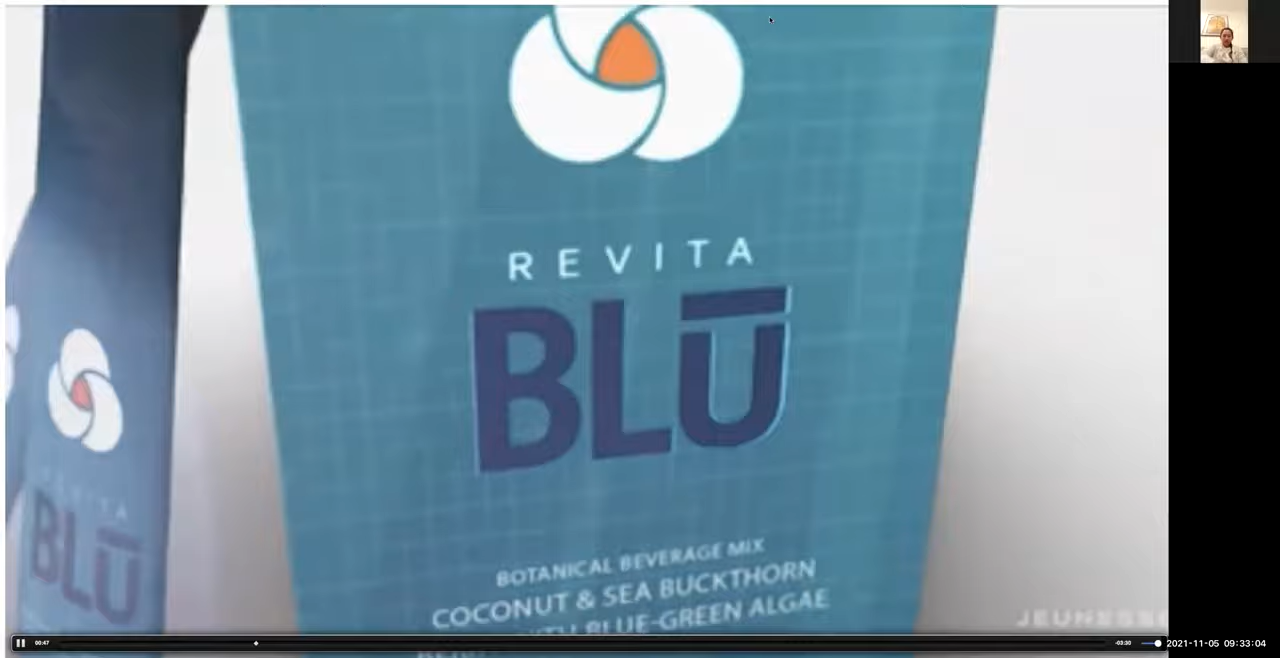 REVITA
BLŪ
BOTANICAL BEVERAGE MIX
COCONUT & SEA BUCKTHORN
WITH BLUE-GREEN ALGAE
BLŪ
JEUNESSE
00:47
-03:30
2021-11-05 09:33:04